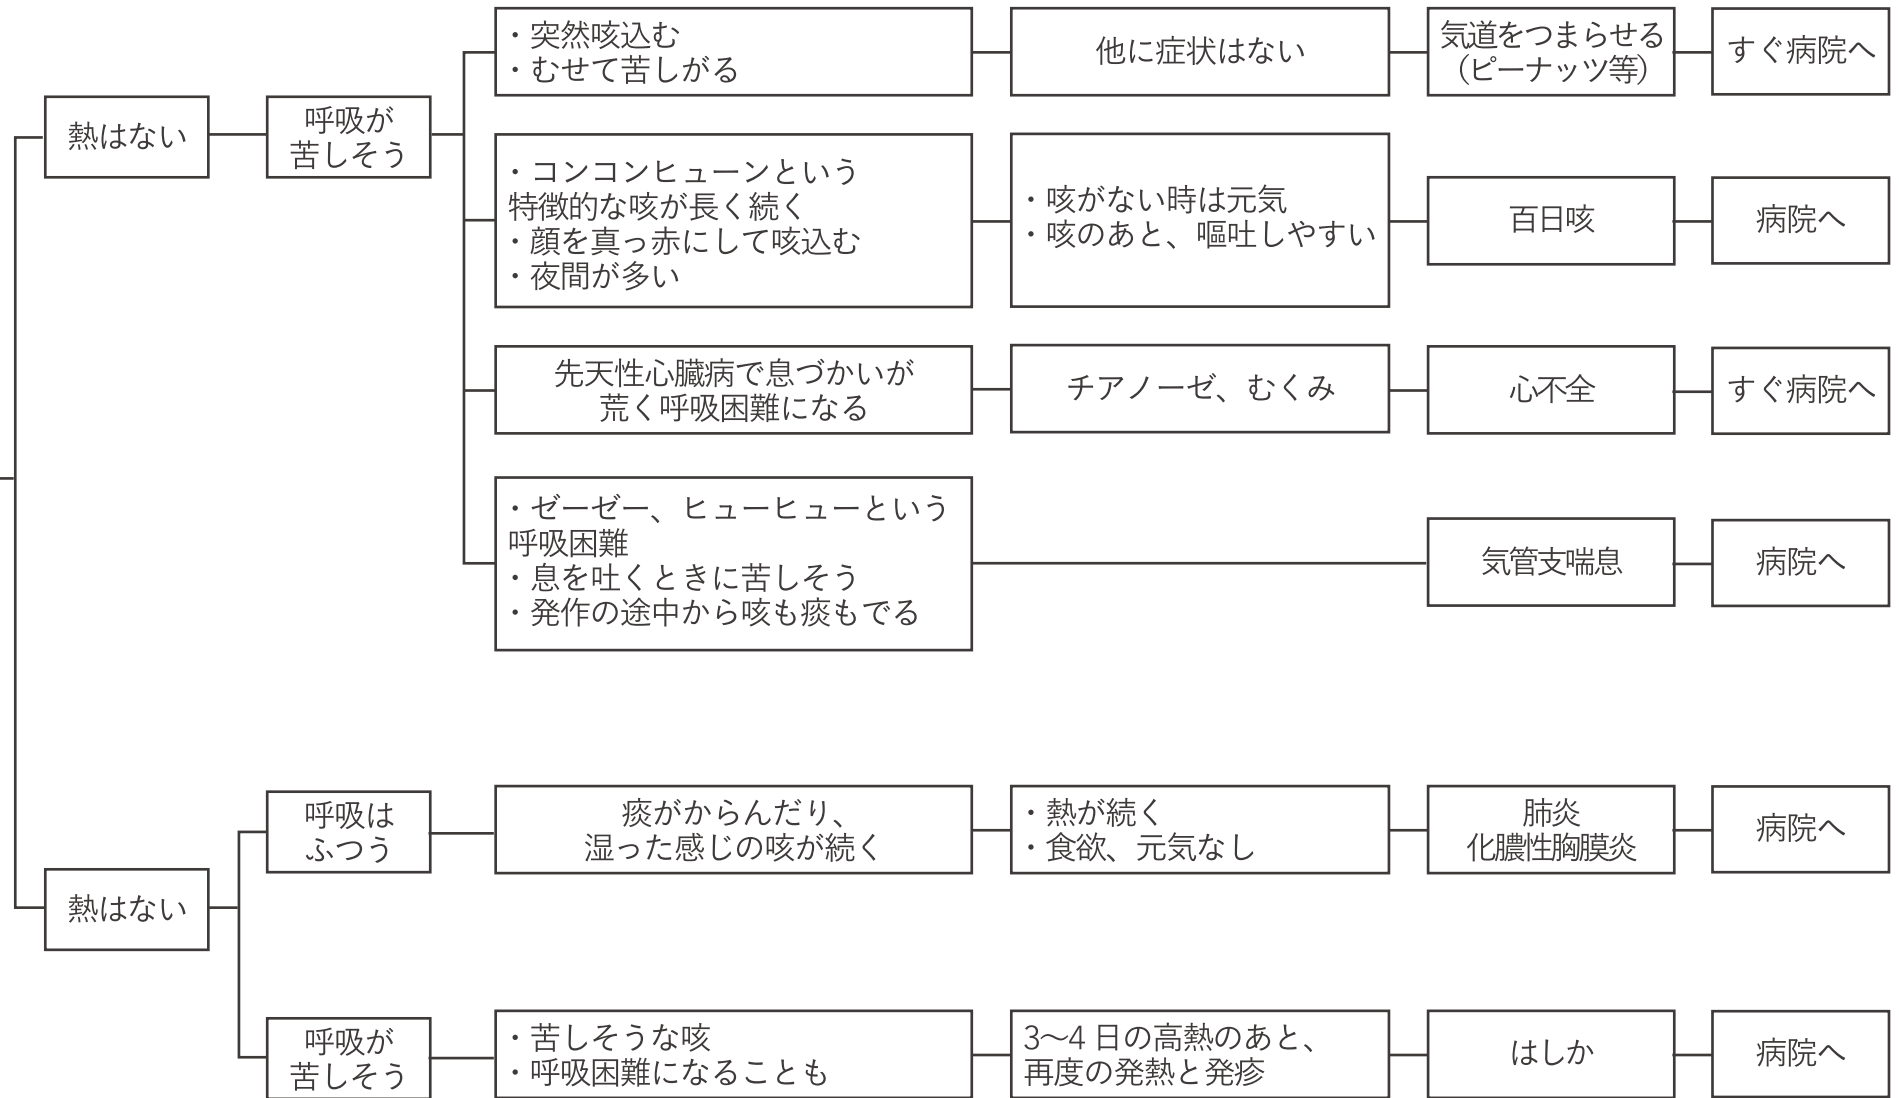 熱はない
呼吸が
苦しそう
・突然咳込む
・むせて苦しがる
他に症状はない
気道をつまらせる
（ピーナッツ等）
すぐ病院へ
・コンコンヒューンという
特徴的な咳が長く続く
・顔を真っ赤にして咳込む
・夜間が多い
・咳がない時は元気
・咳のあと、嘔吐しやすい
百日咳
病院へ
先天性心臓病で息づかいが
荒く呼吸困難になる
チアノーゼ、むくみ
心不全
すぐ病院へ
・ゼーゼー、ヒューヒューという
呼吸困難
・息を吐くときに苦しそう
・発作の途中から咳も痰もでる
気管支喘息
病院へ
熱はない
呼吸は
ふつう
痰がからんだり、
湿った感じの咳が続く
・熱が続く
・食欲、元気なし
肺炎
化膿性胸膜炎
病院へ
呼吸が
苦しそう
・苦しそうな咳
・呼吸困難になることも
3〜4 日の高熱のあと、
再度の発熱と発疹
はしか
病院へ